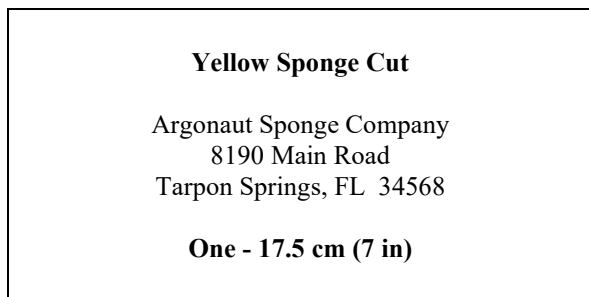 Yellow Sponge Cut
Argonaut Sponge Company
8190 Main Road
Tarpon Springs, FL  34568
One - 17.5 cm (7 in)